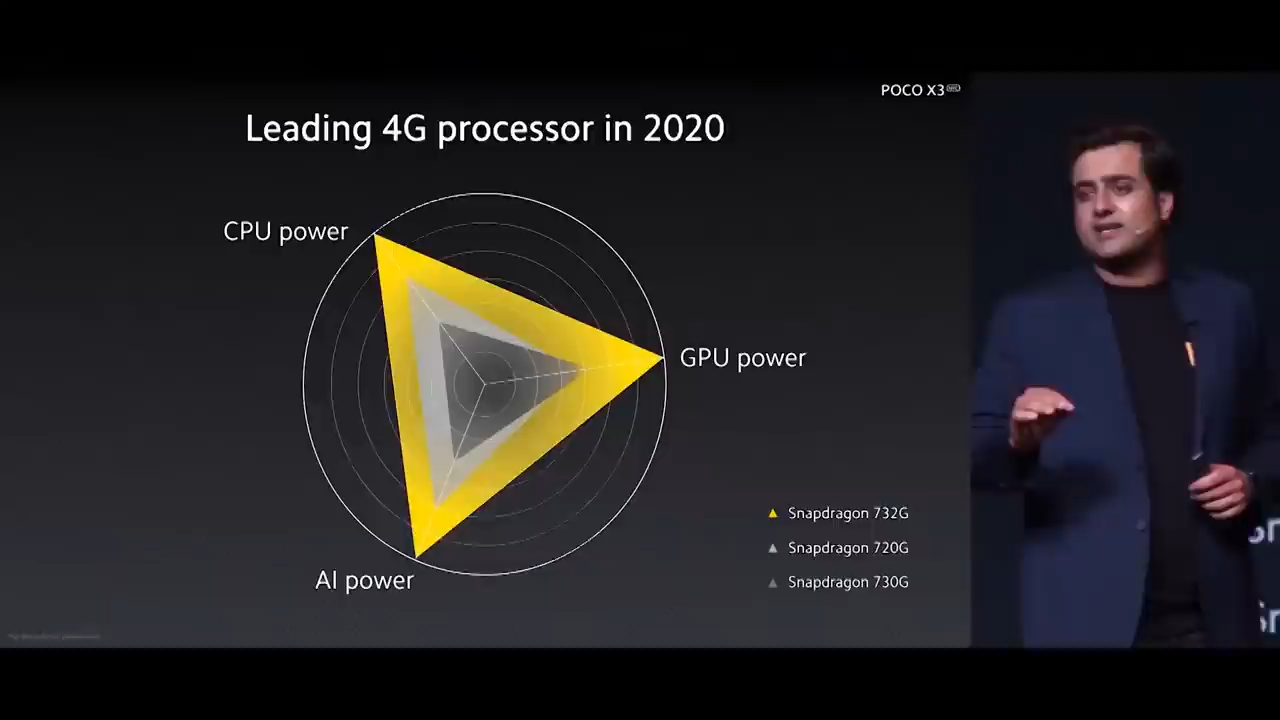 POCO X3 NFC
Leading 4G processor in 2020
CPU power
GPU power
AI power
Snapdragon 732G
Snapdragon 720G
Snapdragon 730G